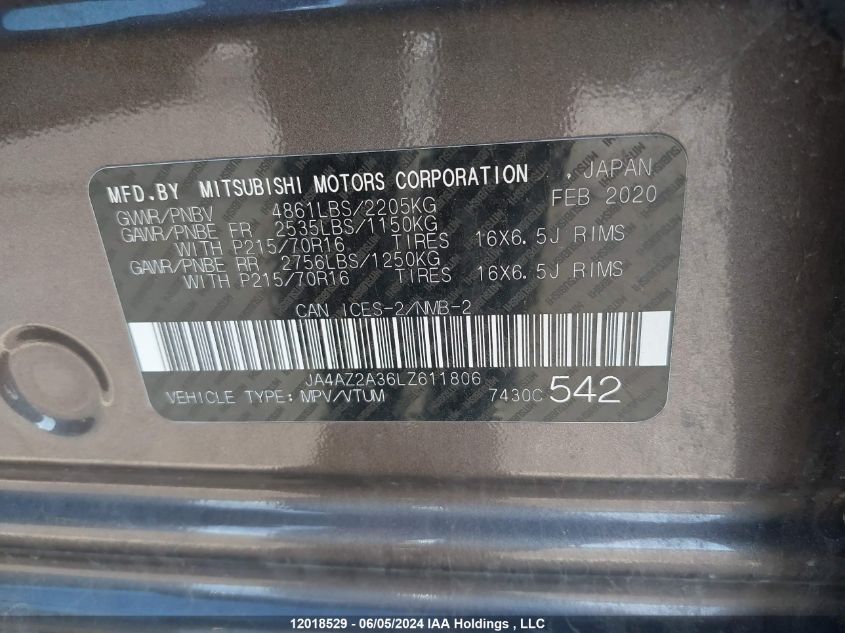 MFD.BY MITSUBISHI MOTORS CORPORATION , JAPAN
GVWR/PNBV 4861LBS/2205KG FEB 2020
GAWR/PNBE FR 2535LBS/1150KG
WITH P215/70R16 TIRES 16X6.5J RIMS
GAWR/PNBE RR 2756LBS/1250KG
WITH P215/70R16 TIRES 16X6.5J RIMS
CAN ICES-2/NMB-2
JA4AZ2A36LZ611806
VEHICLE TYPE:MPV/VTUM 7430C 542
12018529 - 06/05/2024 IAA Holdings , LLC